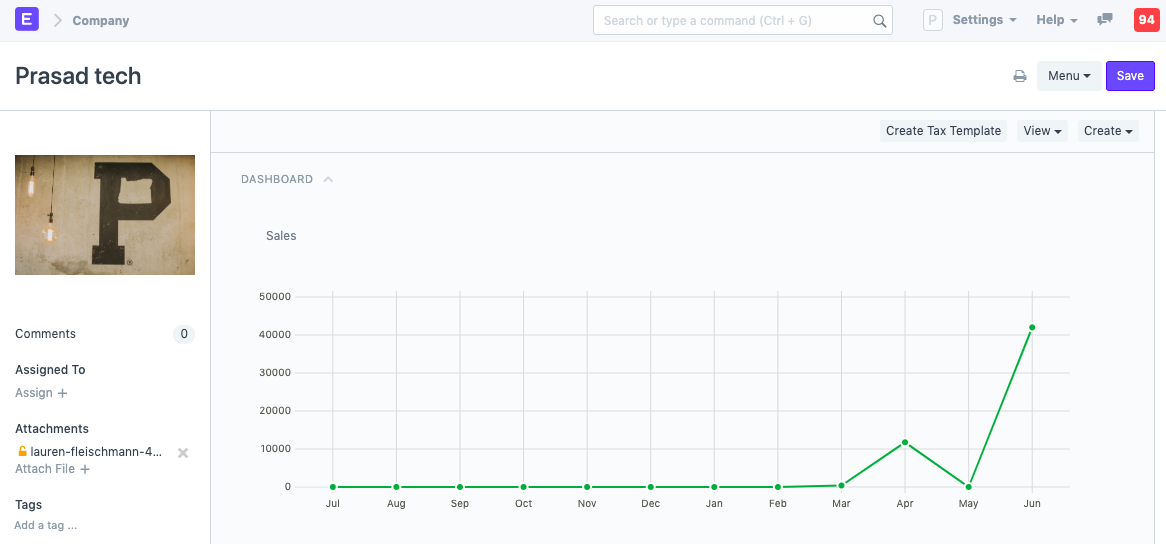 E Company Search or type a command (Ctrl + G) P Settings Help 94
Prasad tech Menu Save
Create Tax Template View Create
P
DASHBOARD
Sales
Comments 0
Assigned To
Assign +
Attachments
lauren-fleischmann-4...
Attach File +
Tags
Add a tag ...
50000
40000
30000
20000
10000
0
Jul Aug Sep Oct Nov Dec Jan Feb Mar Apr May Jun